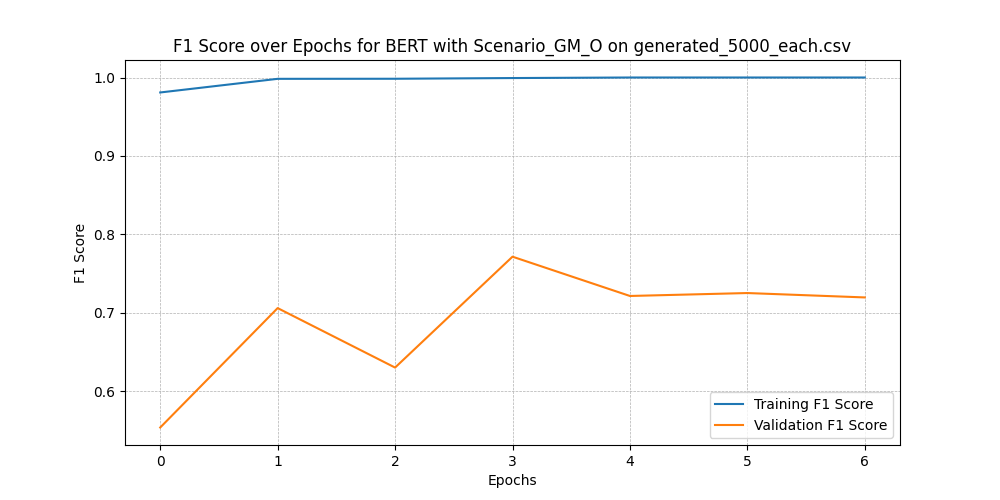 F1 Score over Epochs for BERT with Scenario_GM_O on generated_5000_each.csv
1.0
0.9
0.8
0.7
0.6
F1 Score
0 1 2 3 4 5 6
Epochs
Training F1 Score
Validation F1 Score